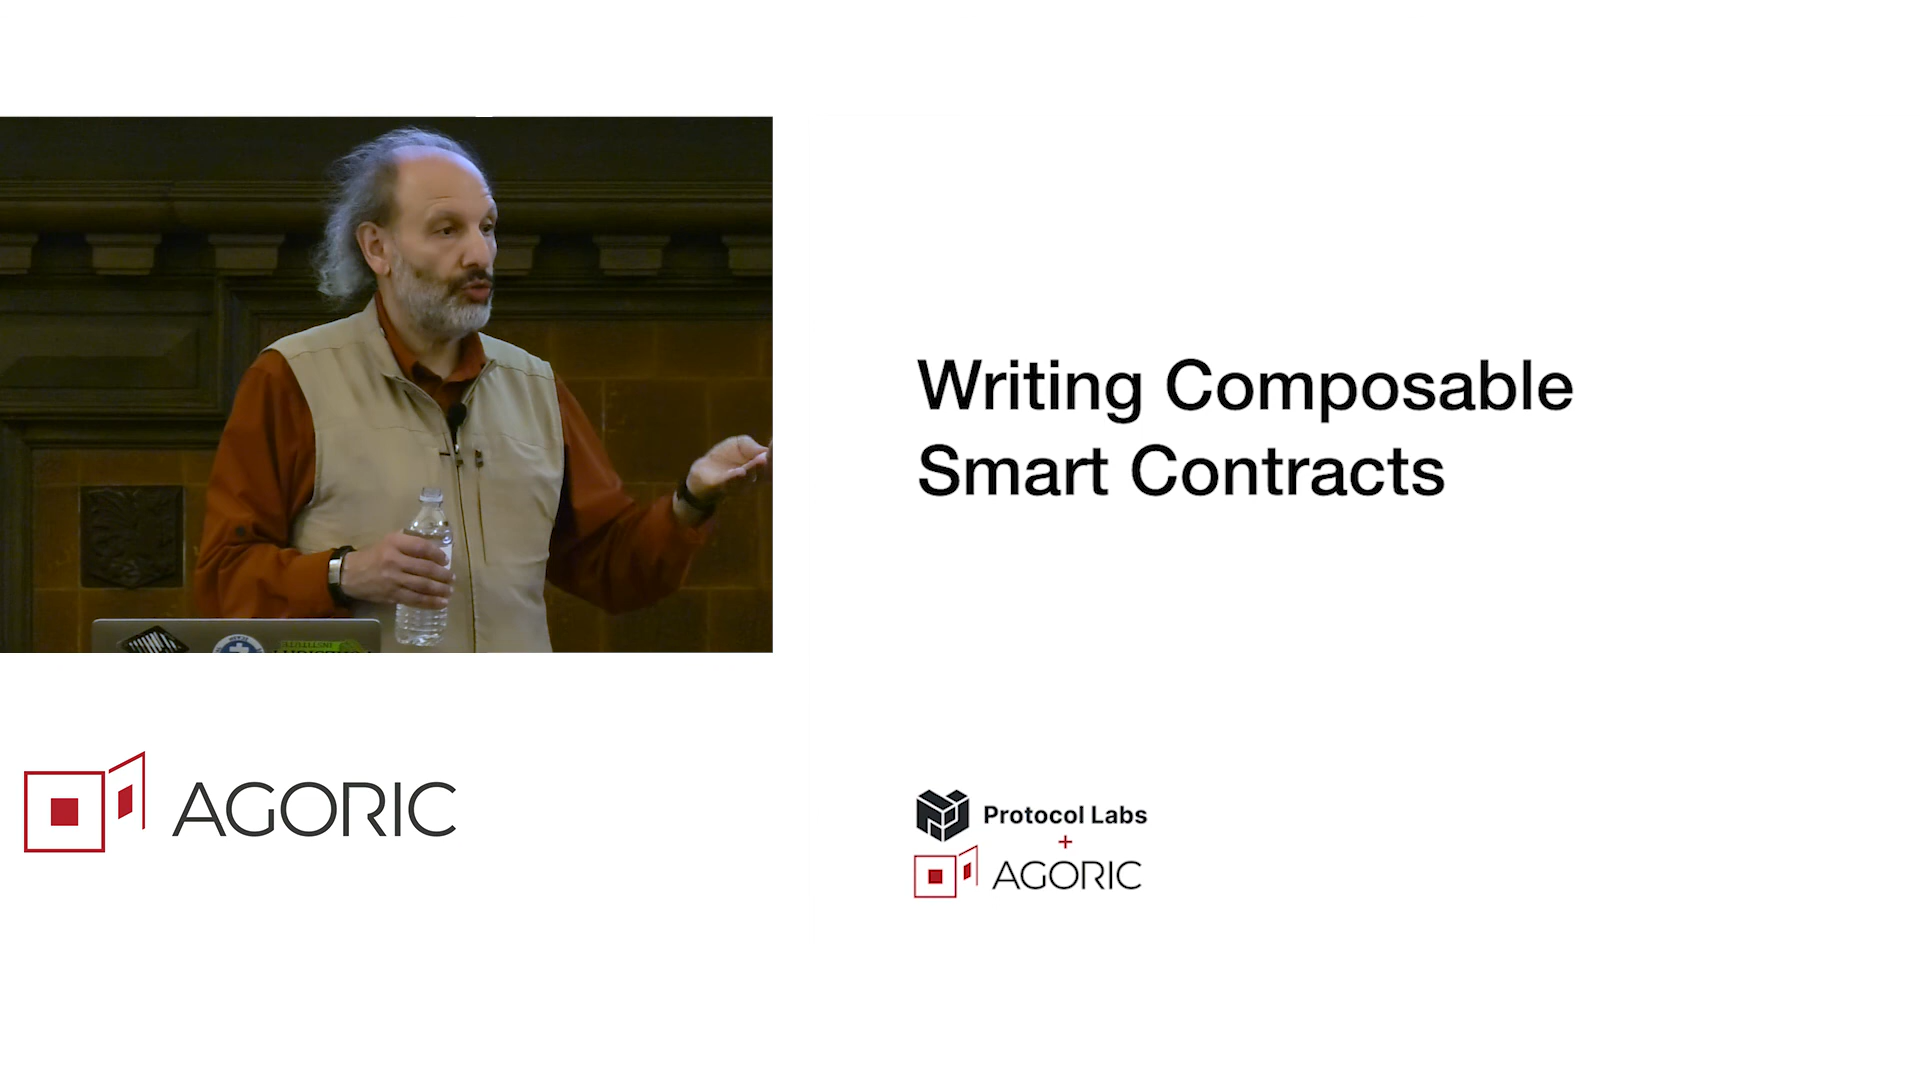 Writing Composable
Smart Contracts
AGORIC
Protocol Labs
+
AGORIC